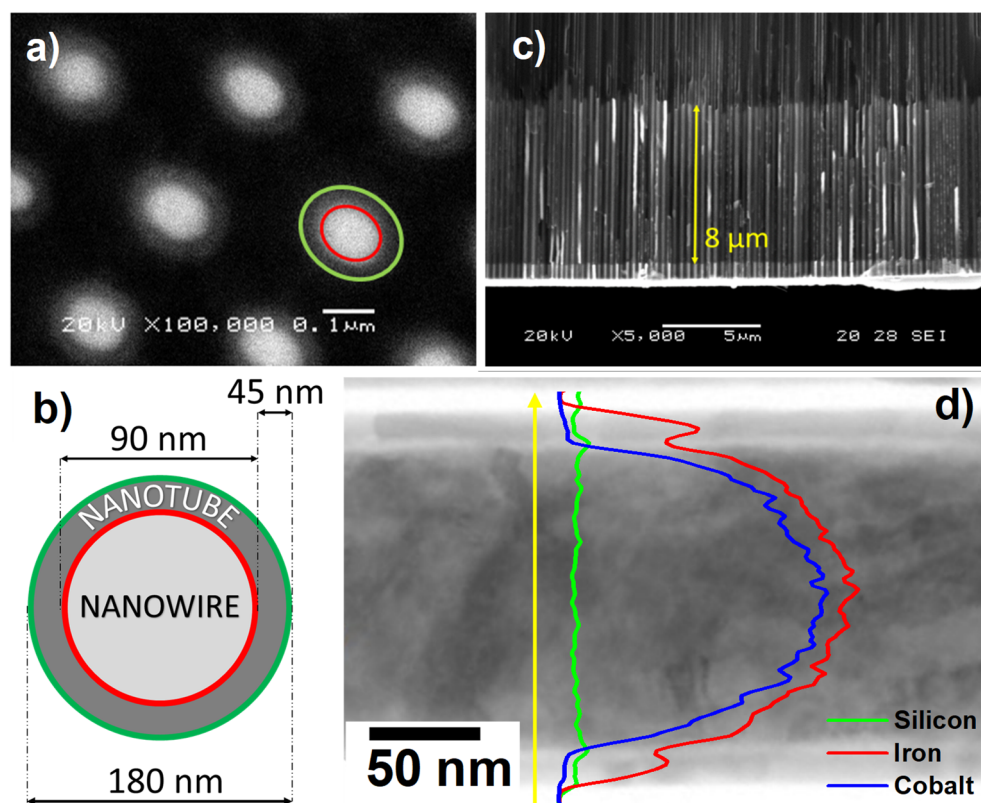 a)
20kV X100,000 0.1µm
c)
8 µm
20kV X5,000 5µm 20 28 SEI
b)
45 nm
90 nm
NANOTUBE
NANOWIRE
180 nm
d)
50 nm
Silicon
Iron
Cobalt